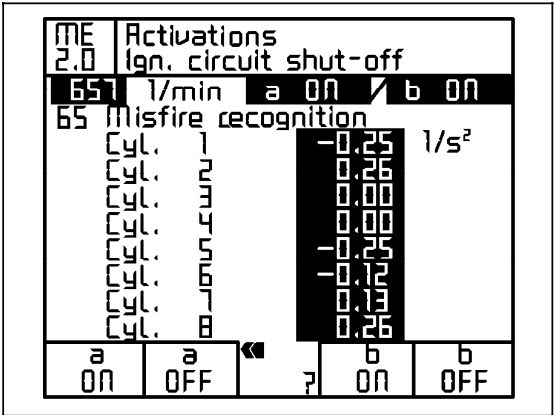 ME Activations
2.0 Ign. circuit shut-off
657 1/min a ON / b ON
65 Misfire recognition
Cyl. 1 -0.25 1/s²
Cyl. 2 0.26
Cyl. 3 0.00
Cyl. 4 0.00
Cyl. 5 -0.25
Cyl. 6 -0.12
Cyl. 7 0.13
Cyl. 8 0.26
a a « b b
ON OFF ? ON OFF